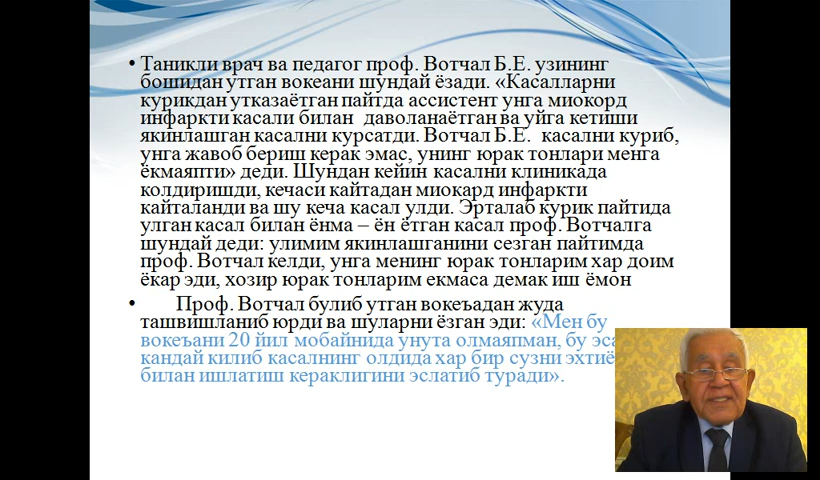 • Таникли врач ва педагог проф. Вотчал Б.Е. узининг
бошидан утган вокеани шундай ёзади. «Касалларни
курикдан утказаётган пайтда ассистент унга миокорд
инфаркти касали билан даволанаётган ва уйга кетиши
якинлашган касални курсатди. Вотчал Б.Е. касални куриб,
унга жавоб бериш керак эмас, унинг юрак тонлари менга
ёкмаяпти» деди. Шундан кейин касални клиникада
колдиришди, кечаси кайтадан миокард инфаркти
кайталанди ва шу кеча касал улди. Эрталаб курик пайтида
улган касал билан ёнма – ён ётган касал проф. Вотчалга
шундай деди: улимим якинлашганини сезган пайтимда
проф. Вотчал келди, унга менинг юрак тонларим хар доим
ёкар эди, хозир юрак тонларим екмаса демак иш ёмон
• Проф. Вотчал булиб утган вокеъадан жуда
ташвишланиб юрди ва шуларни ёзган эди: «Мен бу
вокеъани 20 йил мобайнида унута олмаяпман, бу
кандай килиб касалнинг олдида хар бир сузни
билан ишлатиш кераклигини эслатиб туради».